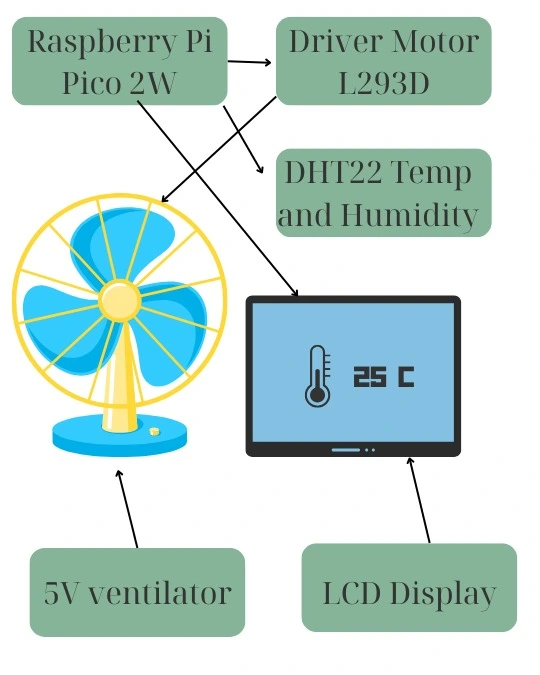 Raspberry Pi
Pico 2W
Driver Motor
L293D
DHT22 Temp
and Humidity
25 C
5V ventilator
LCD Display